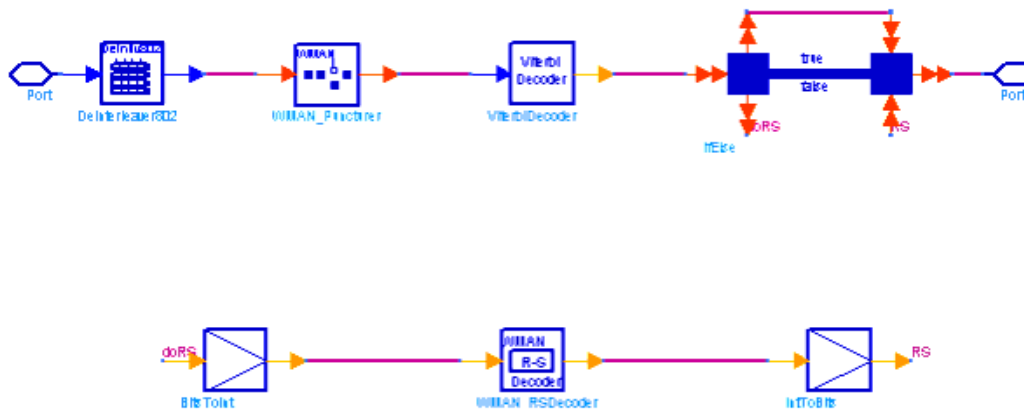 WMAN
Viterbi
Decoder
true
false
Port
DeInterleaver802
WMAN_Puncturer
ViterbiDecoder
doRS
RS
Port
IfElse
doRS
WMAN
R-S
Decoder
RS
BitsToInt
WMAN_RSDecoder
IntToBits